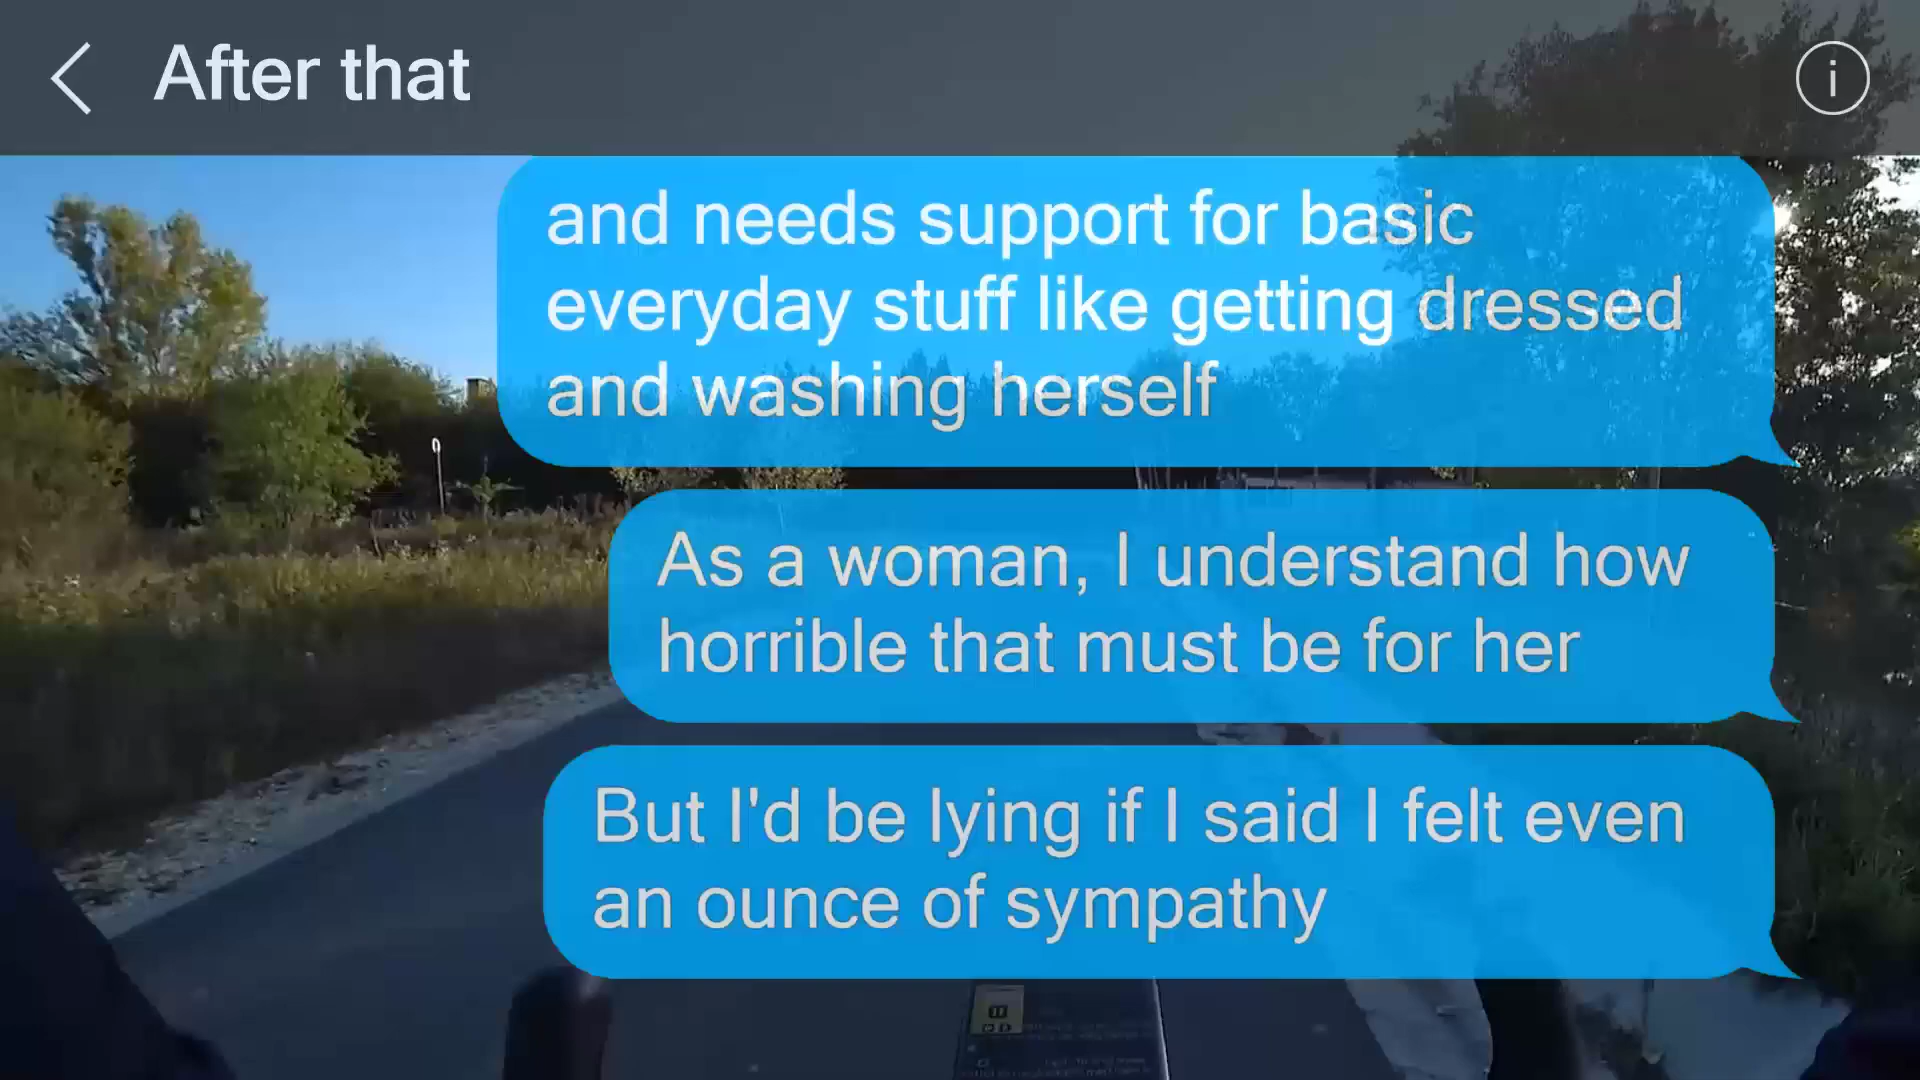 After that
and needs support for basic
everyday stuff like getting dressed
and washing herself
As a woman, I understand how
horrible that must be for her
But I'd be lying if I said I felt even
an ounce of sympathy